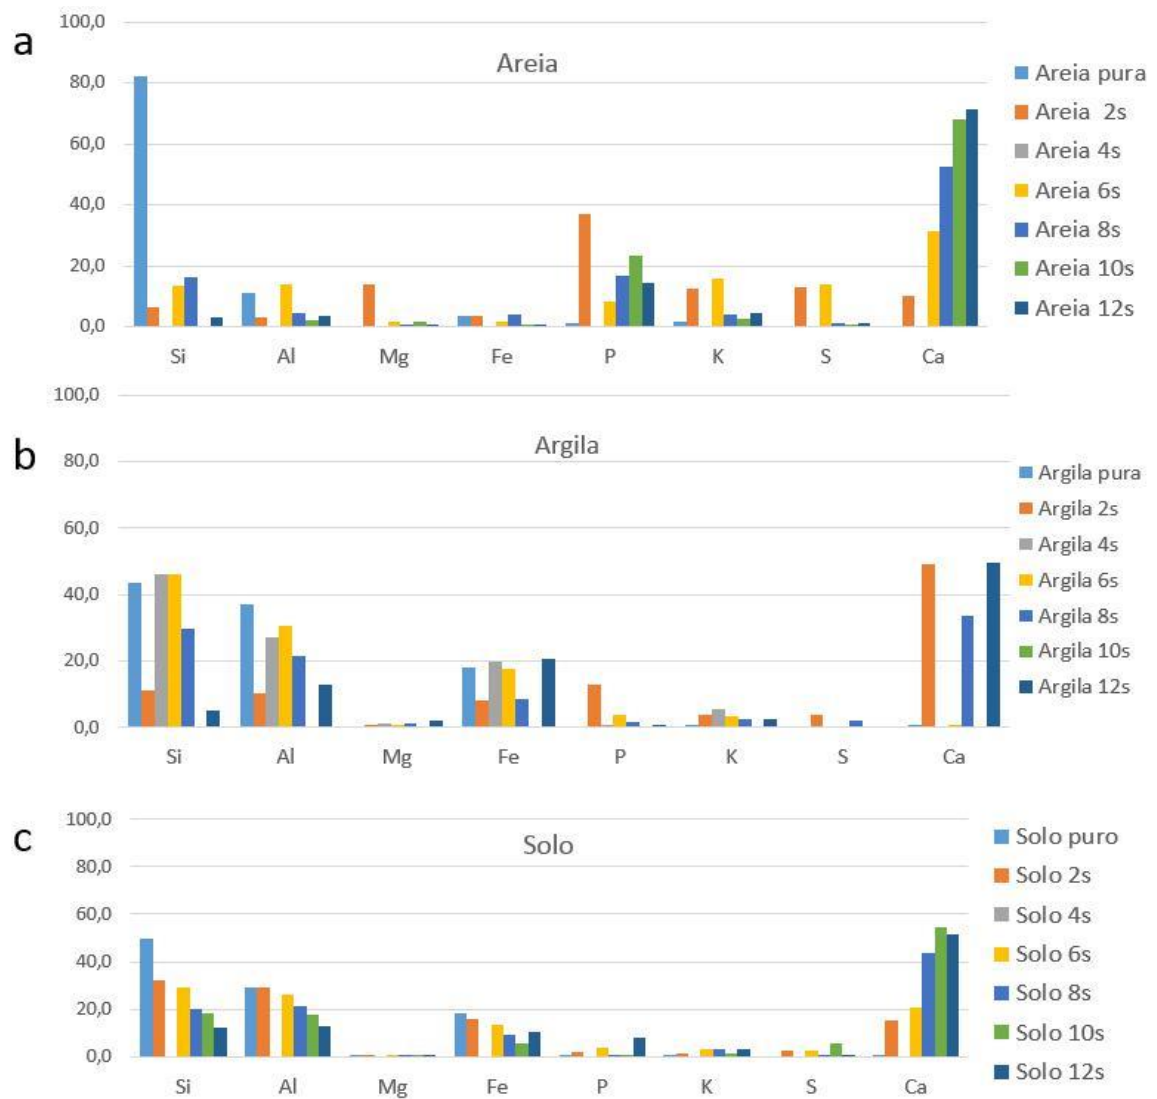 a
Areia
100,0
80,0
60,0
40,0
20,0
0,0
Si Al Mg Fe P K S Ca
Areia pura
Areia 2s
Areia 4s
Areia 6s
Areia 8s
Areia 10s
Areia 12s
b
Argila
100,0
80,0
60,0
40,0
20,0
0,0
Si Al Mg Fe P K S Ca
Argila pura
Argila 2s
Argila 4s
Argila 6s
Argila 8s
Argila 10s
Argila 12s
c
Solo
100,0
80,0
60,0
40,0
20,0
0,0
Si Al Mg Fe P K S Ca
Solo puro
Solo 2s
Solo 4s
Solo 6s
Solo 8s
Solo 10s
Solo 12s